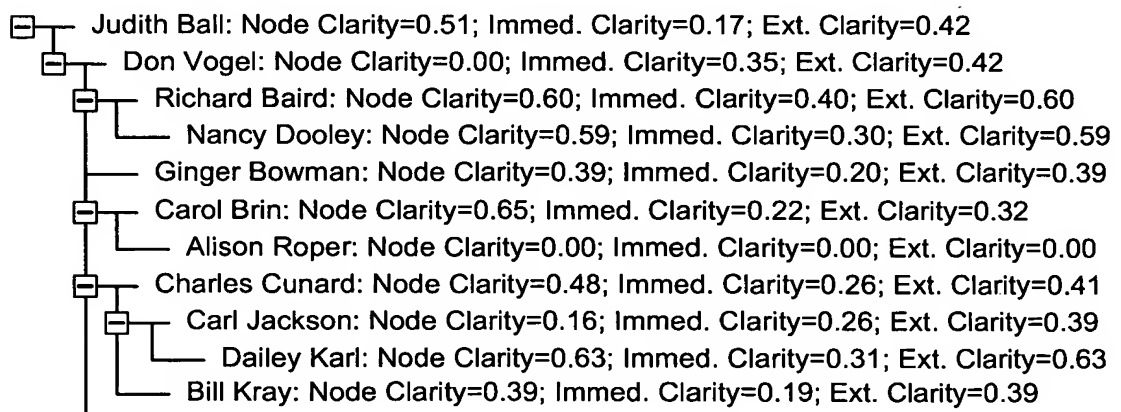 Judith Ball: Node Clarity=0.51; Immed. Clarity=0.17; Ext. Clarity=0.42
Don Vogel: Node Clarity=0.00; Immed. Clarity=0.35; Ext. Clarity=0.42
Richard Baird: Node Clarity=0.60; Immed. Clarity=0.40; Ext. Clarity=0.60
Nancy Dooley: Node Clarity=0.59; Immed. Clarity=0.30; Ext. Clarity=0.59
Ginger Bowman: Node Clarity=0.39; Immed. Clarity=0.20; Ext. Clarity=0.39
Carol Brin: Node Clarity=0.65; Immed. Clarity=0.22; Ext. Clarity=0.32
Alison Roper: Node Clarity=0.00; Immed. Clarity=0.00; Ext. Clarity=0.00
Charles Cunard: Node Clarity=0.48; Immed. Clarity=0.26; Ext. Clarity=0.41
Carl Jackson: Node Clarity=0.16; Immed. Clarity=0.26; Ext. Clarity=0.39
Dailey Karl: Node Clarity=0.63; Immed. Clarity=0.31; Ext. Clarity=0.63
Bill Kray: Node Clarity=0.39; Immed. Clarity=0.19; Ext. Clarity=0.39